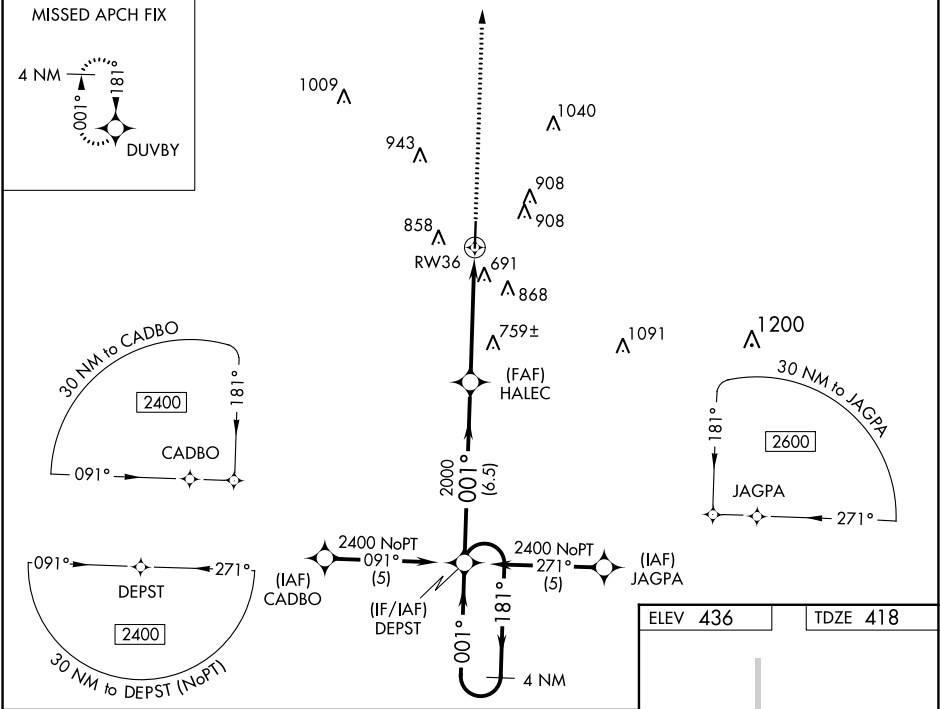 MISSED APCH FIX
4 NM
001°
181°
DUVBY
1009
1040
943
908
908
858
RW36
691
868
759±
1091
1200
(FAF)
HALEC
30 NM to CADBO
2400
181°
CADBO
091°
30 NM to JAGPA
2600
181°
JAGPA
271°
2000
001°
(6.5)
091°
271°
DEPST
2400
30 NM to DEPST (NoPT)
2400 NoPT
091°
(5)
(IAF)
CADBO
2400 NoPT
271°
(5)
(IAF)
JAGPA
(IF/IAF)
DEPST
001°
181°
4 NM
ELEV 436
TDZE 418